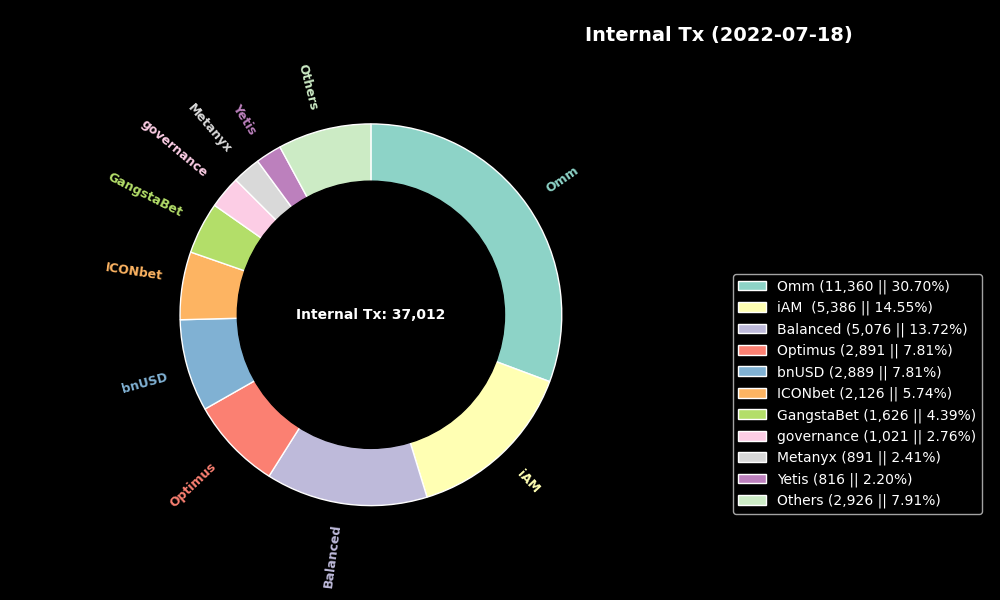 Internal Tx (2022-07-18)
Others
Yetis
Metanyx
governance
GangstaBet
ICONbet
bnUSD
Optimus
Balanced
iAM
Omm
Internal Tx: 37,012
Omm (11,360 || 30.70%)
iAM  (5,386 || 14.55%)
Balanced (5,076 || 13.72%)
Optimus (2,891 || 7.81%)
bnUSD (2,889 || 7.81%)
ICONbet (2,126 || 5.74%)
GangstaBet (1,626 || 4.39%)
governance (1,021 || 2.76%)
Metanyx (891 || 2.41%)
Yetis (816 || 2.20%)
Others (2,926 || 7.91%)